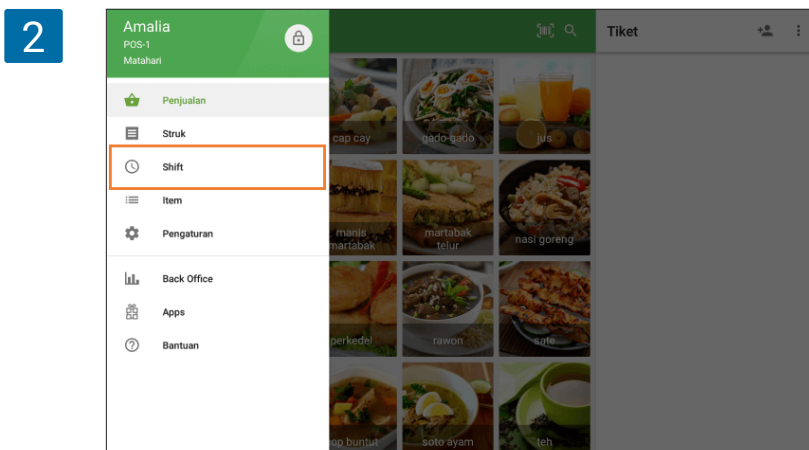 2
Amalia
POS-1
Matahari
Tiket
Penjualan
Struk
Shift
Item
Pengaturan
Back Office
Apps
Bantuan
cap cay
gado-gado
jus
manis
martabak
martabak
telur
nasi goreng
perkedel
rawon
sate
op buntut
soto ayam
teh